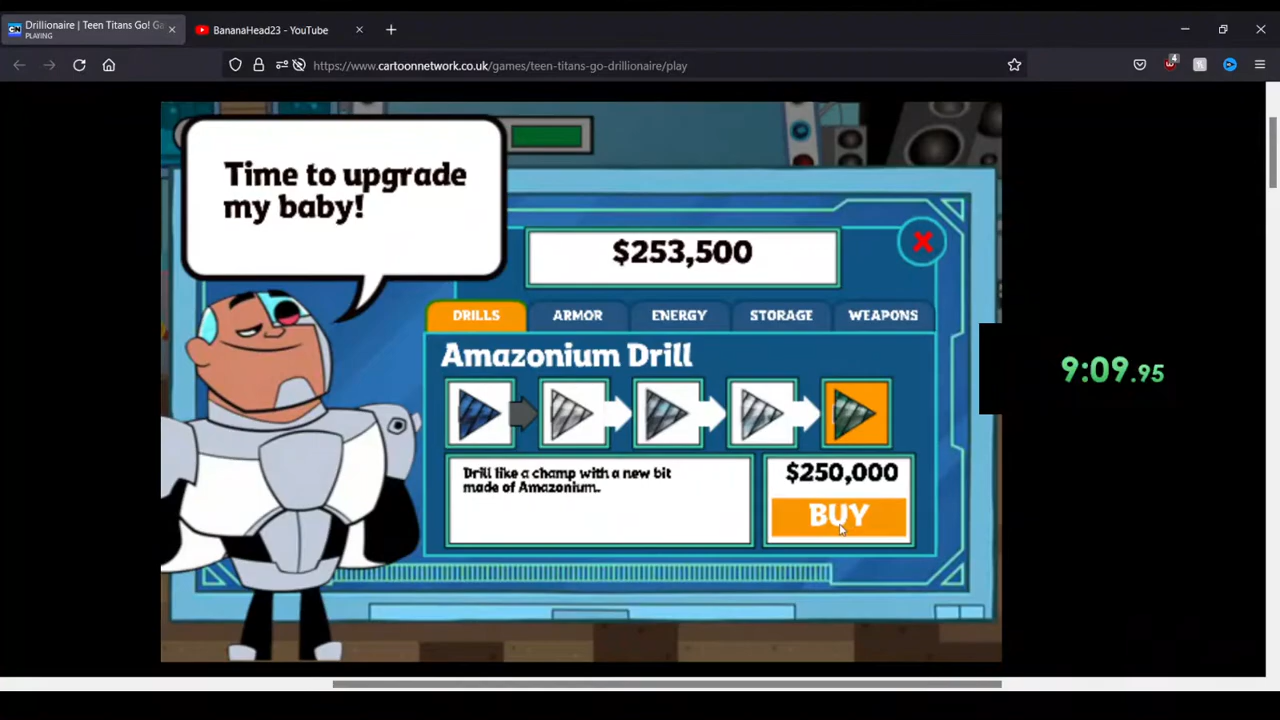 Drillionaire | Teen Titans Go! Ga
PLAYING
BananaHead23 - YouTube
https://www.cartoonnetwork.co.uk/games/teen-titans-go-drillionaire/play
4
Time to upgrade
my baby!
$253,500
DRILLS ARMOR ENERGY STORAGE WEAPONS
Amazonium Drill
Drill like a champ with a new bit
made of Amazonium.
$250,000
BUY
9:09.95